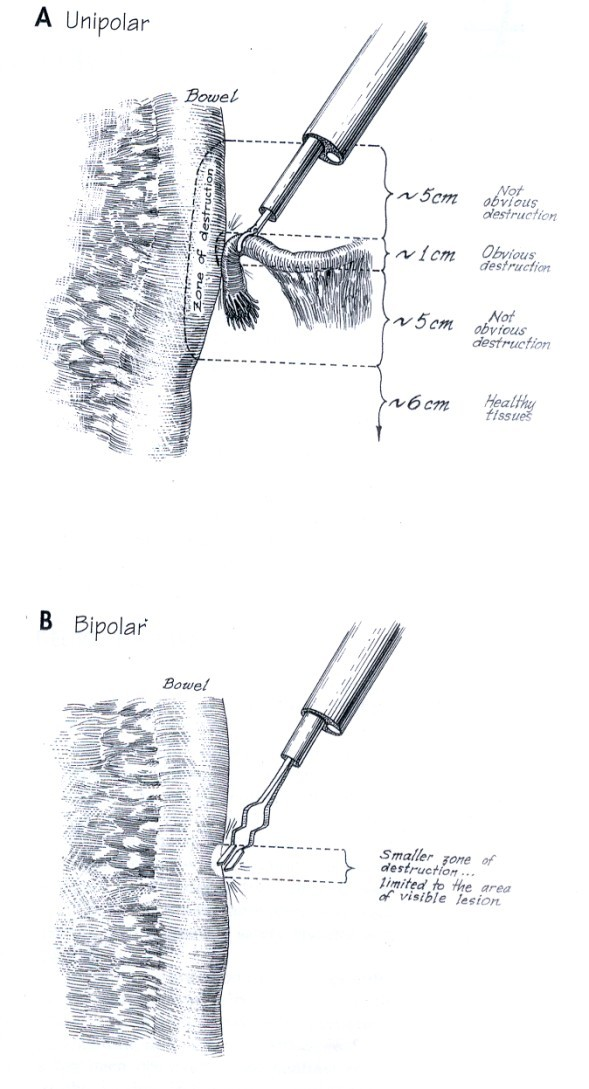 A Unipolar
Bowel
zone of destruction
~5cm
Not
obvious
destruction
~1cm
Obvious
destruction
~5cm
Not
obvious
destruction
~6cm
Healthy
tissues
B Bipolar
Bowel
Smaller zone of
destruction...
limited to the area
of visible lesion